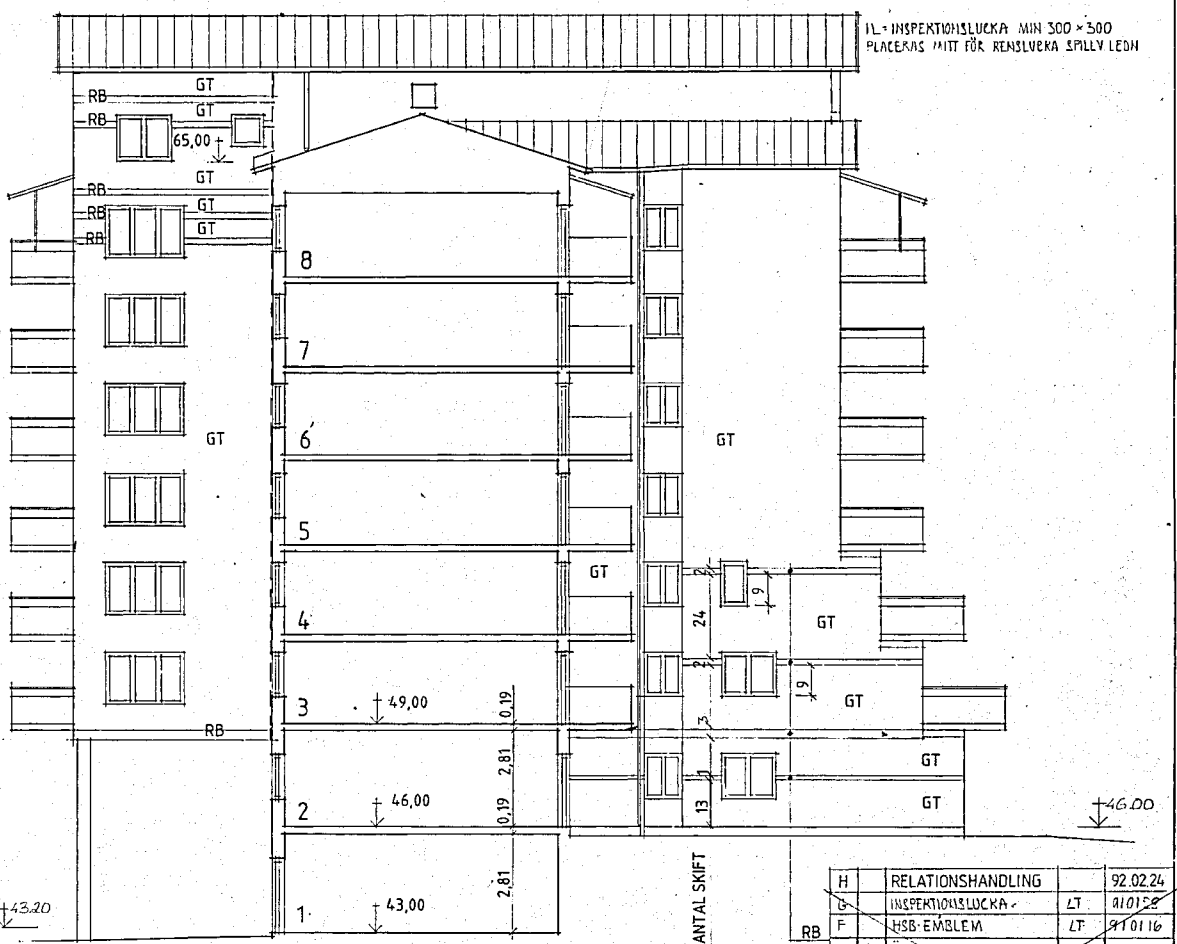 IL=INSPEKTIONSLUCKA MIN 300×300
PLACERAS MITT FÖR RENSLUCKA SPILLV LEDN
GT
RB
GT
RB
65,00
GT
RB
GT
RB
GT
RB
8
7
6
GT
GT
5
GT
2
9
4
24
GT
2
9
3
49,00
0,19
3
GT
RB
2,81
GT
1
2
46,00
0,19
13
GT
46.00
2,81
ANTAL SKIFT
1
43,00
43.20
RB
H RELATIONSHANDLING 92.02.24
G INSPEKTIONSLUCKA LT
F HSB-EMBLEM LT 910116